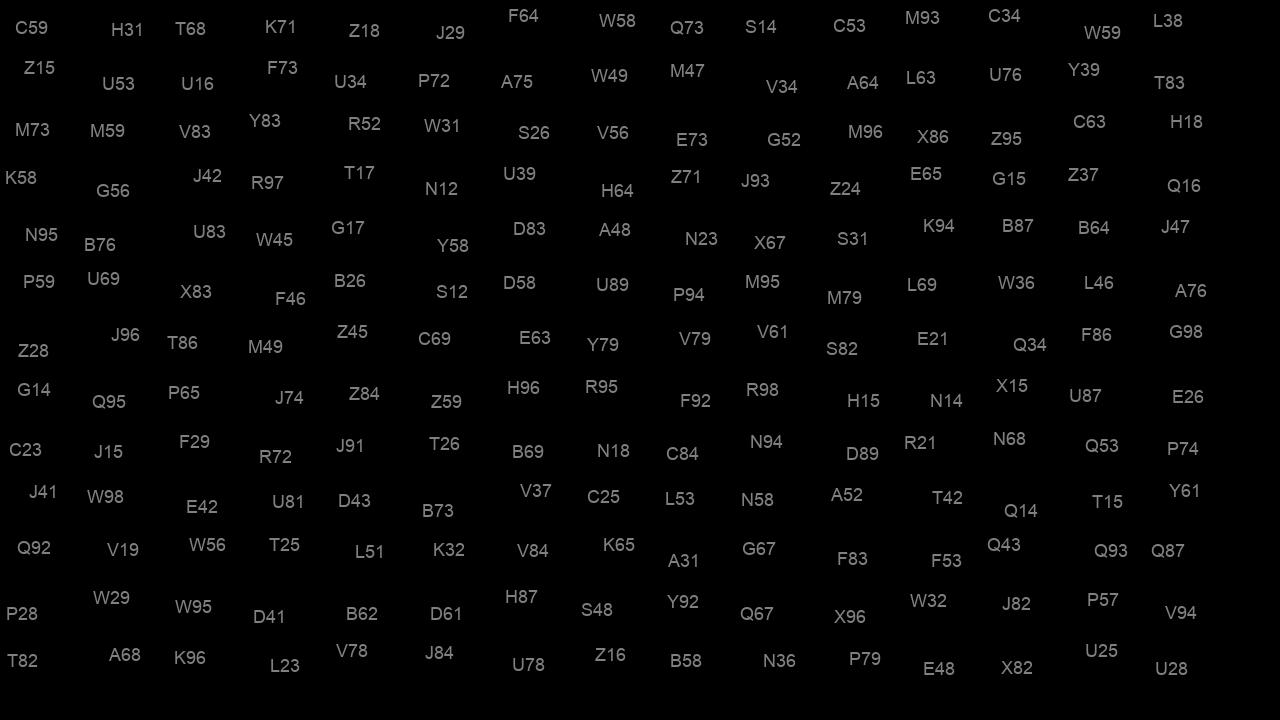 C59 H31 T68 K71 Z18 J29 F64 W58 Q73 S14 C53 M93 C34 W59 L38
Z15 U53 U16 F73 U34 P72 A75 W49 M47 V34 A64 L63 U76 Y39 T83
M73 M59 V83 Y83 R52 W31 S26 V56 E73 G52 M96 X86 Z95 C63 H18
K58 G56 J42 R97 T17 N12 U39 H64 Z71 J93 Z24 E65 G15 Z37 Q16
N95 B76 U83 W45 G17 Y58 D83 A48 N23 X67 S31 K94 B87 B64 J47
P59 U69 X83 F46 B26 S12 D58 U89 P94 M95 M79 L69 W36 L46 A76
Z28 J96 T86 M49 Z45 C69 E63 Y79 V79 V61 S82 E21 Q34 F86 G98
G14 Q95 P65 J74 Z84 Z59 H96 R95 F92 R98 H15 N14 X15 U87 E26
C23 J15 F29 R72 J91 T26 B69 N18 C84 N94 D89 R21 N68 Q53 P74
J41 W98 E42 U81 D43 B73 V37 C25 L53 N58 A52 T42 Q14 T15 Y61
Q92 V19 W56 T25 L51 K32 V84 K65 A31 G67 F83 F53 Q43 Q93 Q87
P28 W29 W95 D41 B62 D61 H87 S48 Y92 Q67 X96 W32 J82 P57 V94
T82 A68 K96 L23 V78 J84 U78 Z16 B58 N36 P79 E48 X82 U25 U28